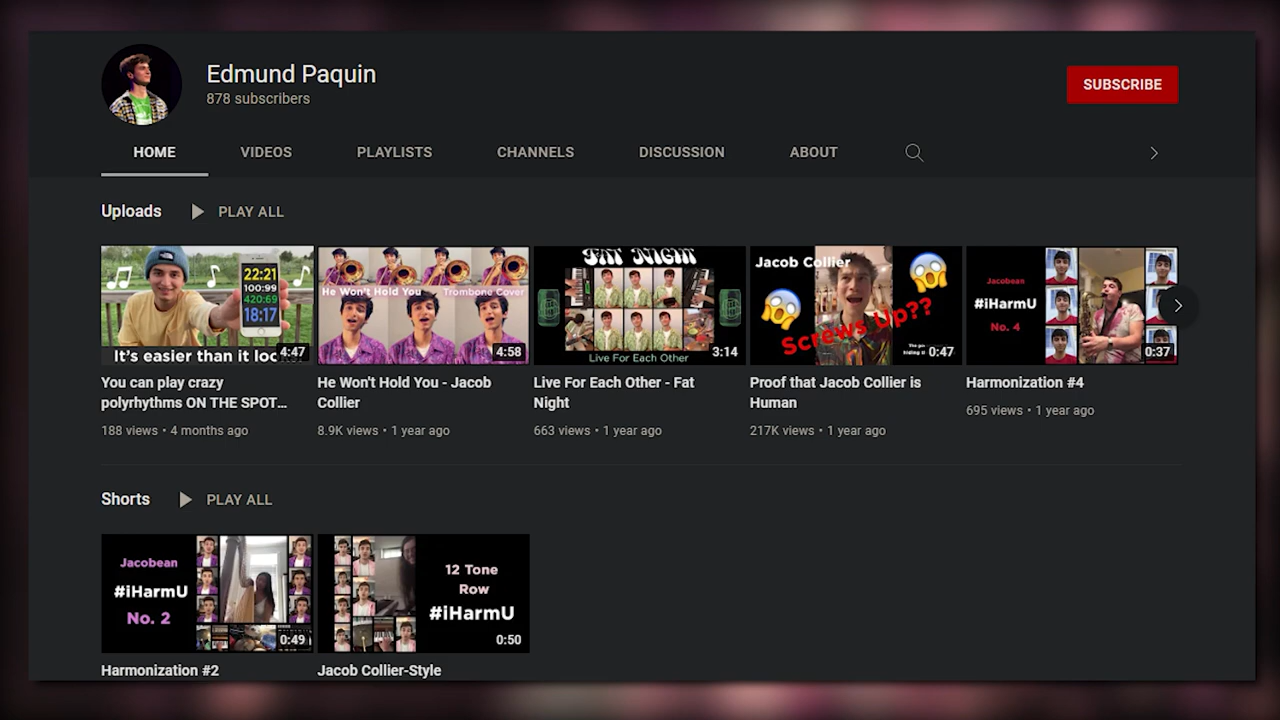 Edmund Paquin
878 subscribers
SUBSCRIBE
HOME VIDEOS PLAYLISTS CHANNELS DISCUSSION ABOUT
Uploads PLAY ALL
22:21
100:99
420:69
18:17
It's easier than it loc
4:47
You can play crazy
polyrhythms ON THE SPOT...
188 views • 4 months ago
He Won't Hold You Trombone Cover
4:58
He Won't Hold You - Jacob
Collier
8.9K views • 1 year ago
FAT NIGHT
Live For Each Other
3:14
Live For Each Other - Fat
Night
663 views • 1 year ago
Jacob Collier
Screws Up??
0:47
Proof that Jacob Collier is
Human
217K views • 1 year ago
Jacobean
#iHarmU
No. 4
0:37
Harmonization #4
695 views • 1 year ago
Shorts PLAY ALL
Jacobean
#iHarmU
No. 2
0:49
Harmonization #2
12 Tone
Row
#iHarmU
0:50
Jacob Collier-Style